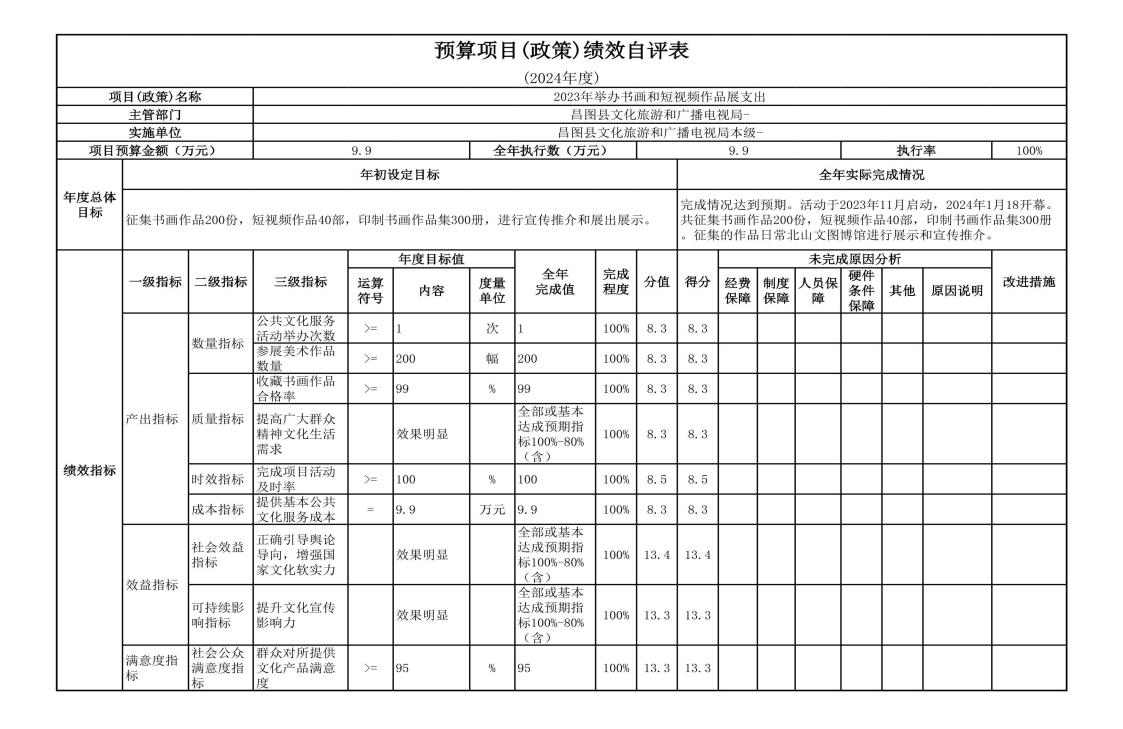 预算项目(政策)绩效自评表
(2024年度)
项目(政策)名称 2023年举办书画和短视频作品展支出
主管部门 昌图县文化旅游和广播电视局-
实施单位 昌图县文化旅游和广播电视局本级-
项目预算金额（万元） 9.9 全年执行数（万元） 9.9 执行率 100%
年度总体
目标
年初设定目标 全年实际完成情况
征集书画作品200份，短视频作品40部，印制书画作品集300册，进行宣传推介和展出展示。
完成情况达到预期。活动于2023年11月启动，2024年1月18开幕。
共征集书画作品200份，短视频作品40部，印制书画作品集300册
。征集的作品日常北山文图博馆进行展示和宣传推介。
绩效指标
一级指标 二级指标 三级指标
年度目标值
运算
符号
内容
度量
单位
全年
完成值
完成
程度
分值 得分
未完成原因分析
经费
保障
制度
保障
人员保
障
硬件
条件
保障
其他 原因说明
改进措施
产出指标
数量指标
公共文化服务
活动举办次数
>= 1 次 1 100% 8.3 8.3
参展美术作品
数量
>= 200 幅 200 100% 8.3 8.3
质量指标
收藏书画作品
合格率
>= 99 % 99 100% 8.3 8.3
提高广大群众
精神文化生活
需求
效果明显
全部或基本
达成预期指
标100%-80%
（含）
100% 8.3 8.3
时效指标
完成项目活动
及时率
>= 100 % 100 100% 8.5 8.5
成本指标
提供基本公共
文化服务成本
= 9.9 万元 9.9 100% 8.3 8.3
效益指标
社会效益
指标
正确引导舆论
导向，增强国
家文化软实力
效果明显
全部或基本
达成预期指
标100%-80%
（含）
100% 13.4 13.4
可持续影
响指标
提升文化宣传
影响力
效果明显
全部或基本
达成预期指
标100%-80%
（含）
100% 13.3 13.3
满意度指
标
社会公众
满意度指
标
群众对所提供
文化产品满意
度
>= 95 % 95 100% 13.3 13.3